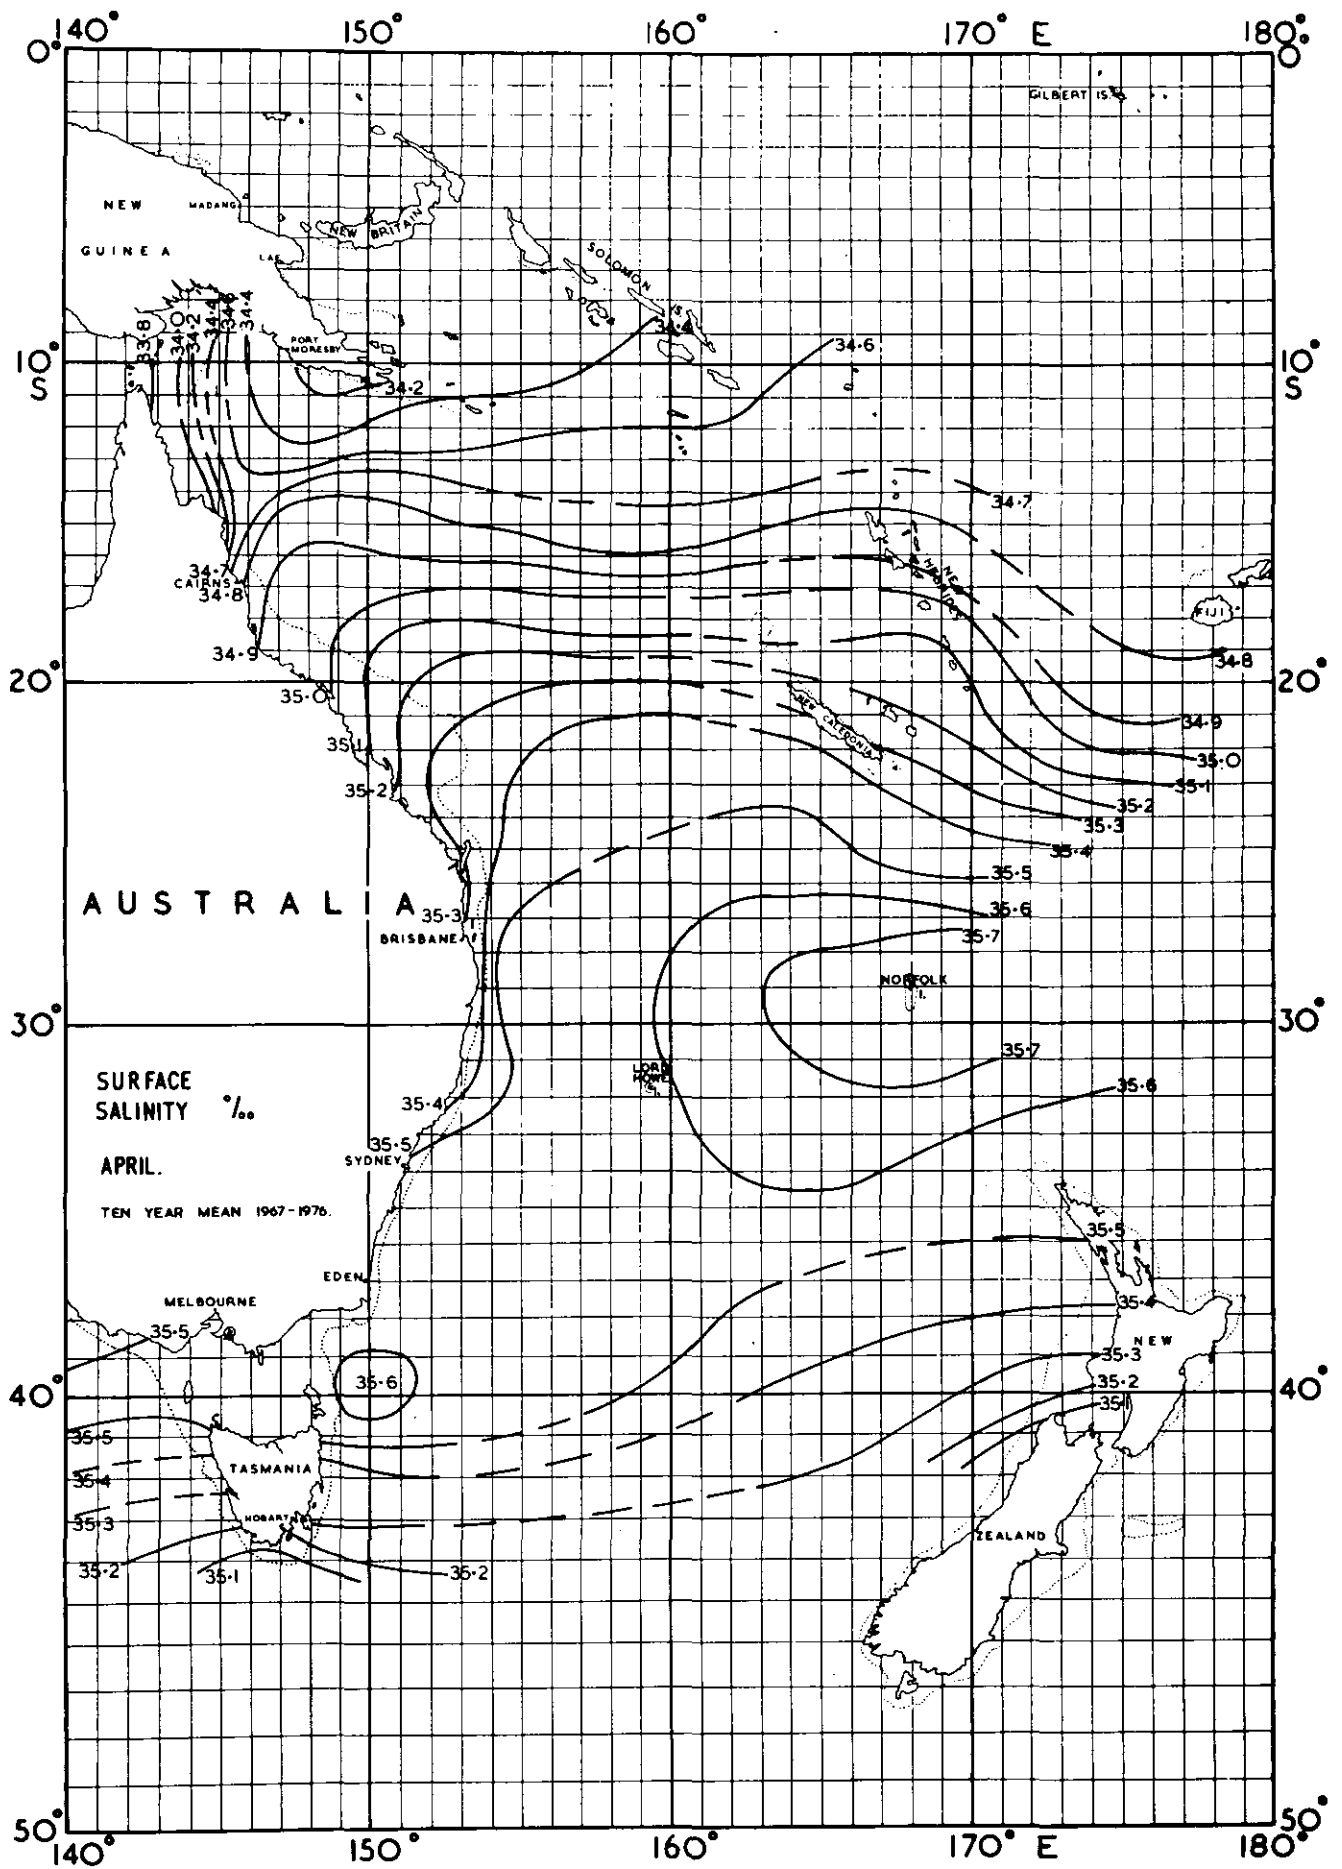 140° 150° 160° 170° E 180°
0° 0°
GILBERT IS.
NEW MADANG
NEW BRITAIN
GUINEA LAE
SOLOMON IS.
33.8 34.0 34.2 34.4 34.6 34.4
34.4
PORT MORESBY
34.6
10° S 10° S
34.2
34.7
34.7
CAIRNS
34.8
NEW HEBRIDES
FIJI
34.9 34.8
20° 20°
35.0
NEW CALEDONIA
34.9
35.1
35.0
35.2 35.1
35.2
35.3
35.4
35.5
AUSTRALIA
35.3 35.6
BRISBANE 35.7
NORFOLK I.
30° 30°
35.7
LORD HOWE I.
SURFACE
SALINITY ‰
35.4 35.6
35.5
SYDNEY
APRIL.
TEN YEAR MEAN 1967-1976.
35.5
EDEN
MELBOURNE 35.4
35.5
NEW
35.3
35.6 35.2
40° 40°
35.1
35.5
35.4 TASMANIA
35.3 HOBART
ZEALAND
35.2 35.1 35.2
50° 50°
140° 150° 160° 170° E 180°